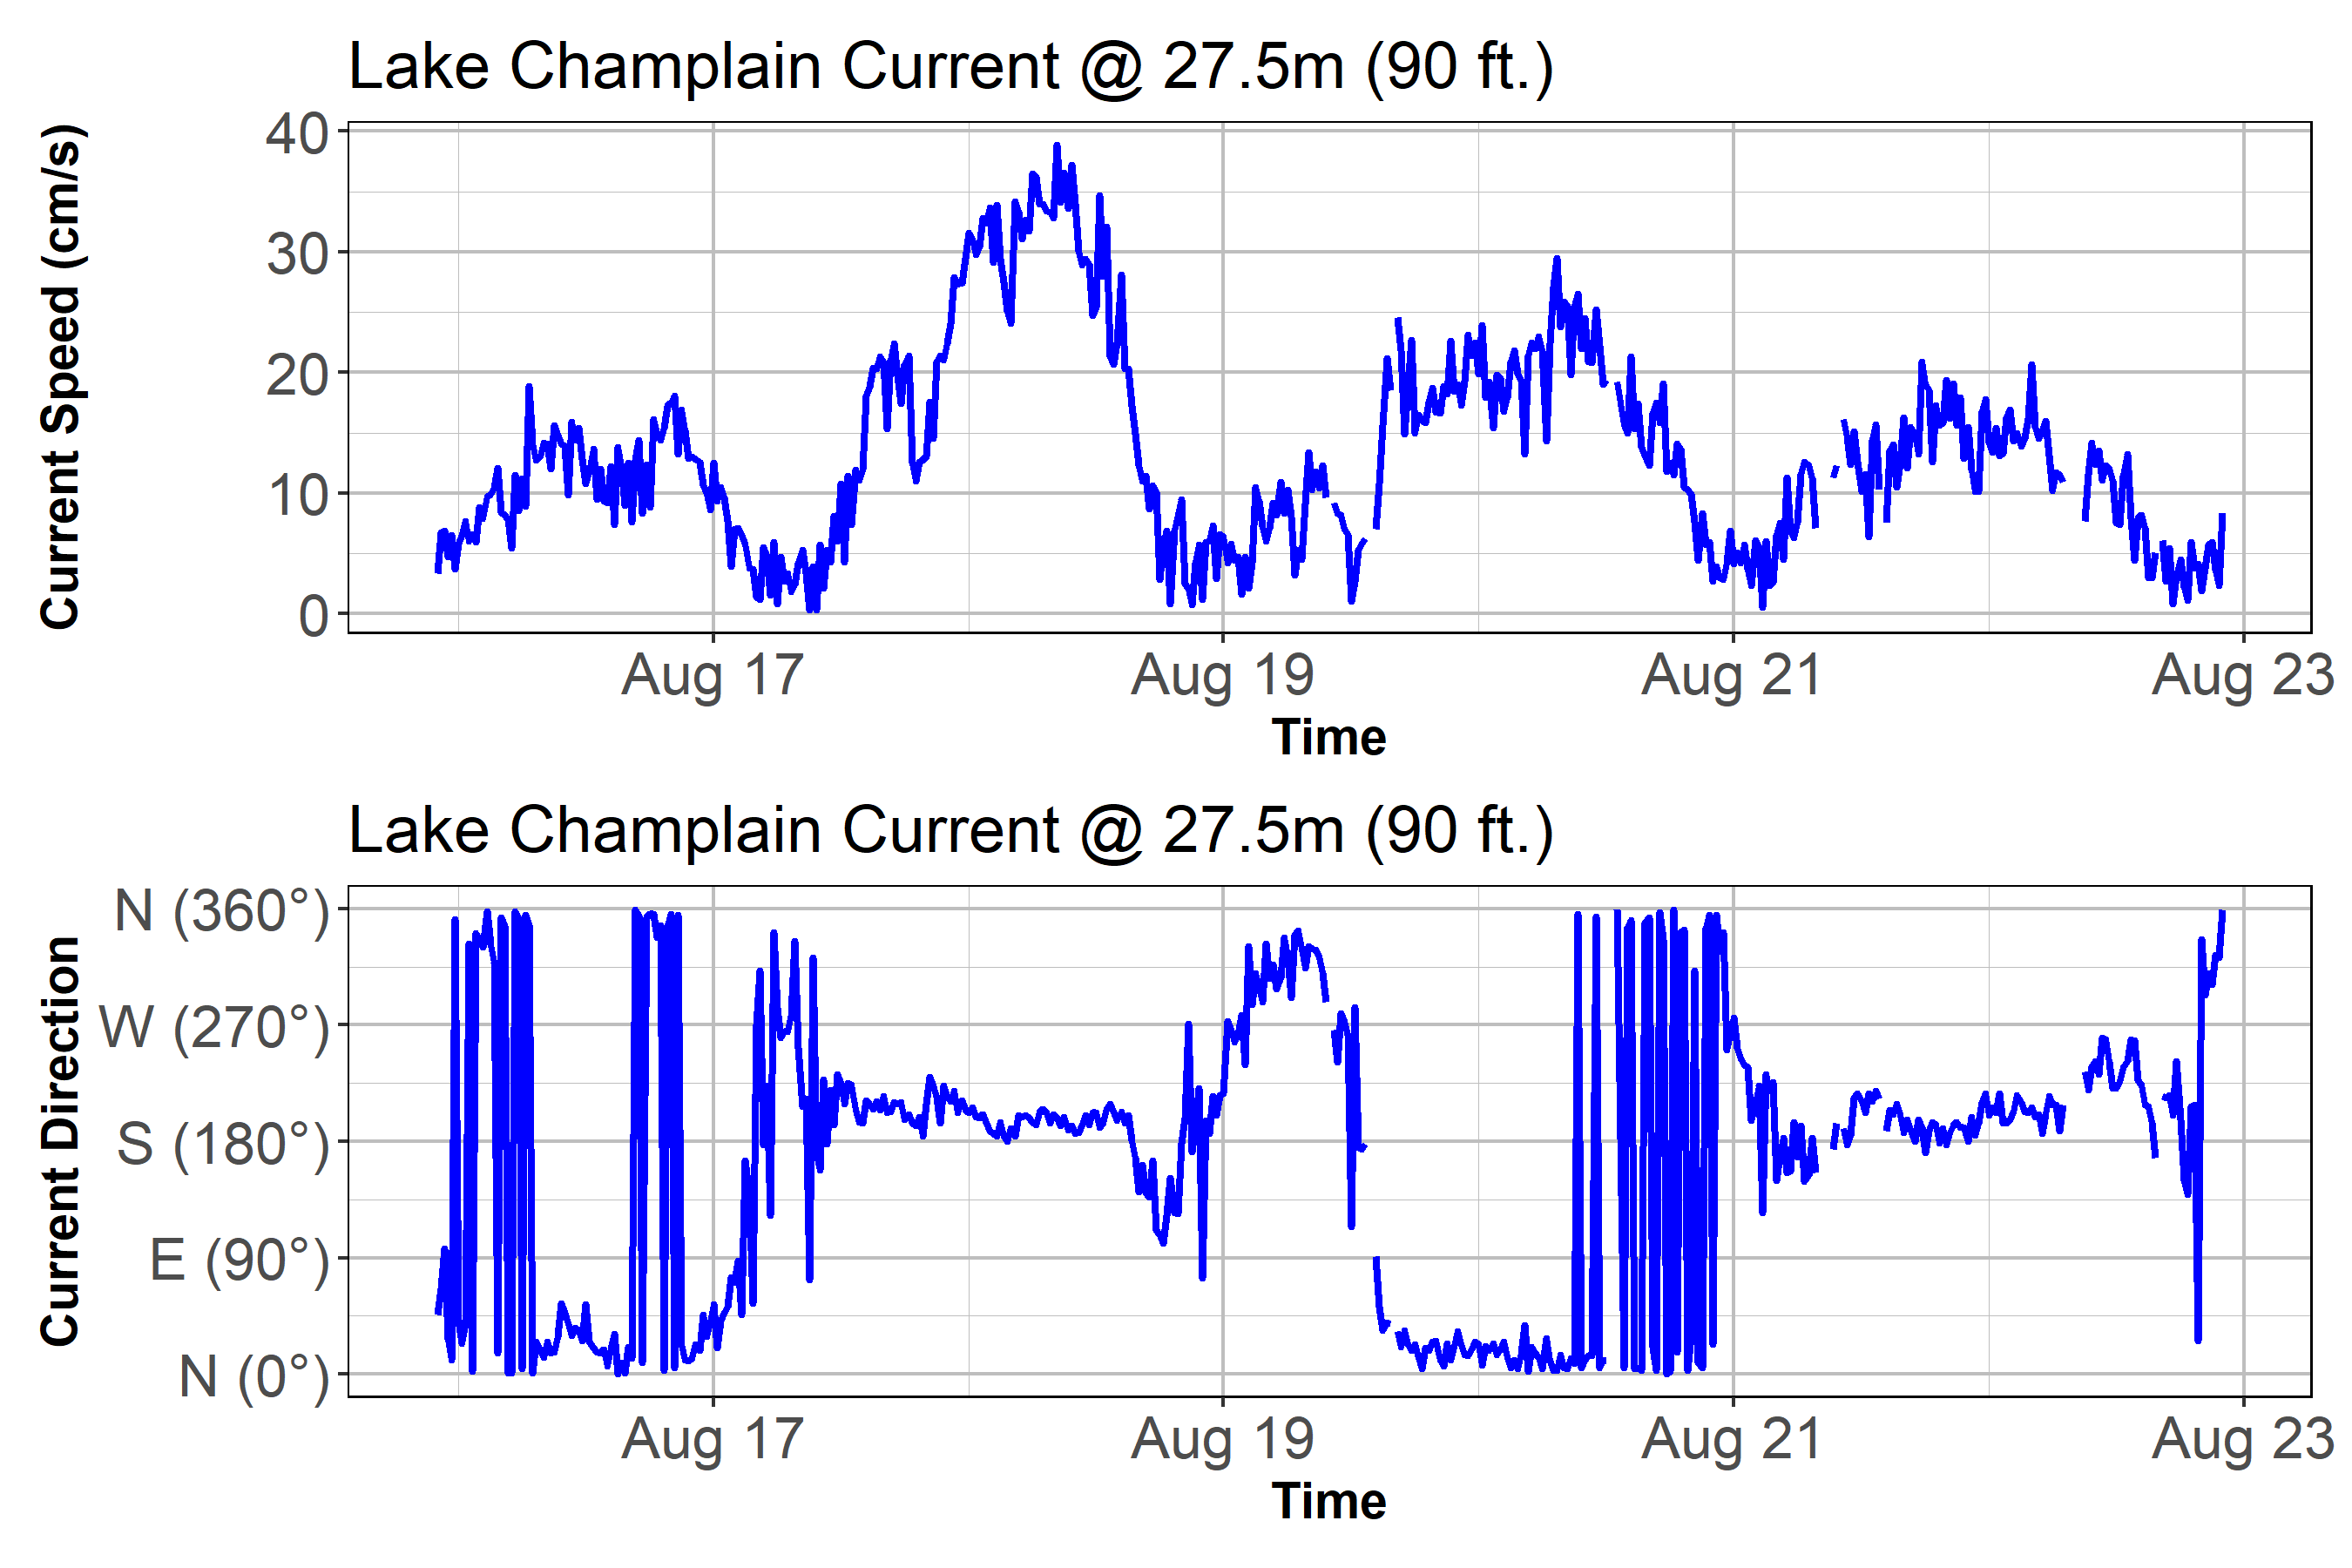 Lake Champlain Current @ 27.5m (90 ft.)
Current Speed (cm/s)
40
30
20
10
0
Aug 17 Aug 19 Aug 21 Aug 23
Time
Lake Champlain Current @ 27.5m (90 ft.)
Current Direction
N (360°)
W (270°)
S (180°)
E (90°)
N (0°)
Aug 17 Aug 19 Aug 21 Aug 23
Time